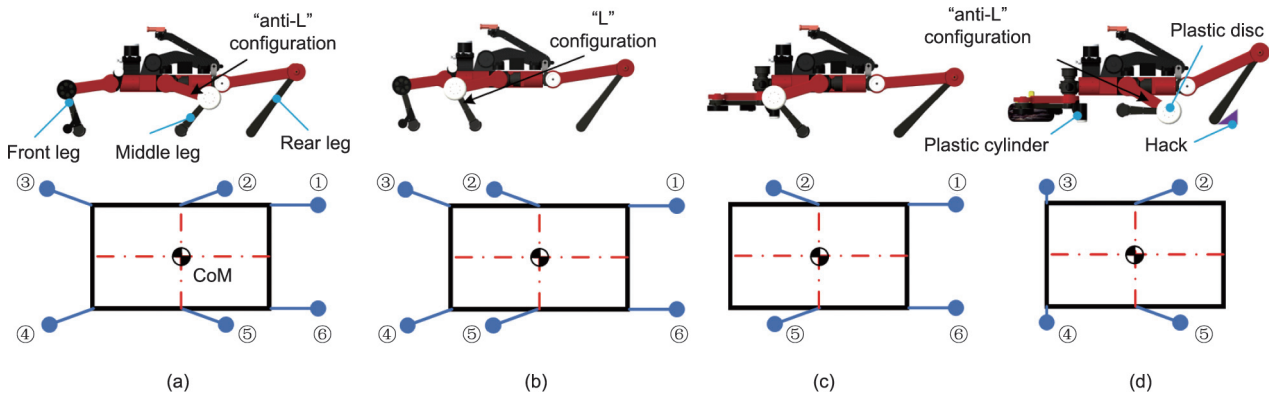 “anti-L”
configuration
“L”
configuration
“anti-L”
configuration
Plastic disc
Front leg
Middle leg
Rear leg
Plastic cylinder
Hack
③
②
①
CoM
④
⑤
⑥
③
②
①
④
⑤
⑥
②
①
⑤
⑥
③
②
④
⑤
(a)
(b)
(c)
(d)